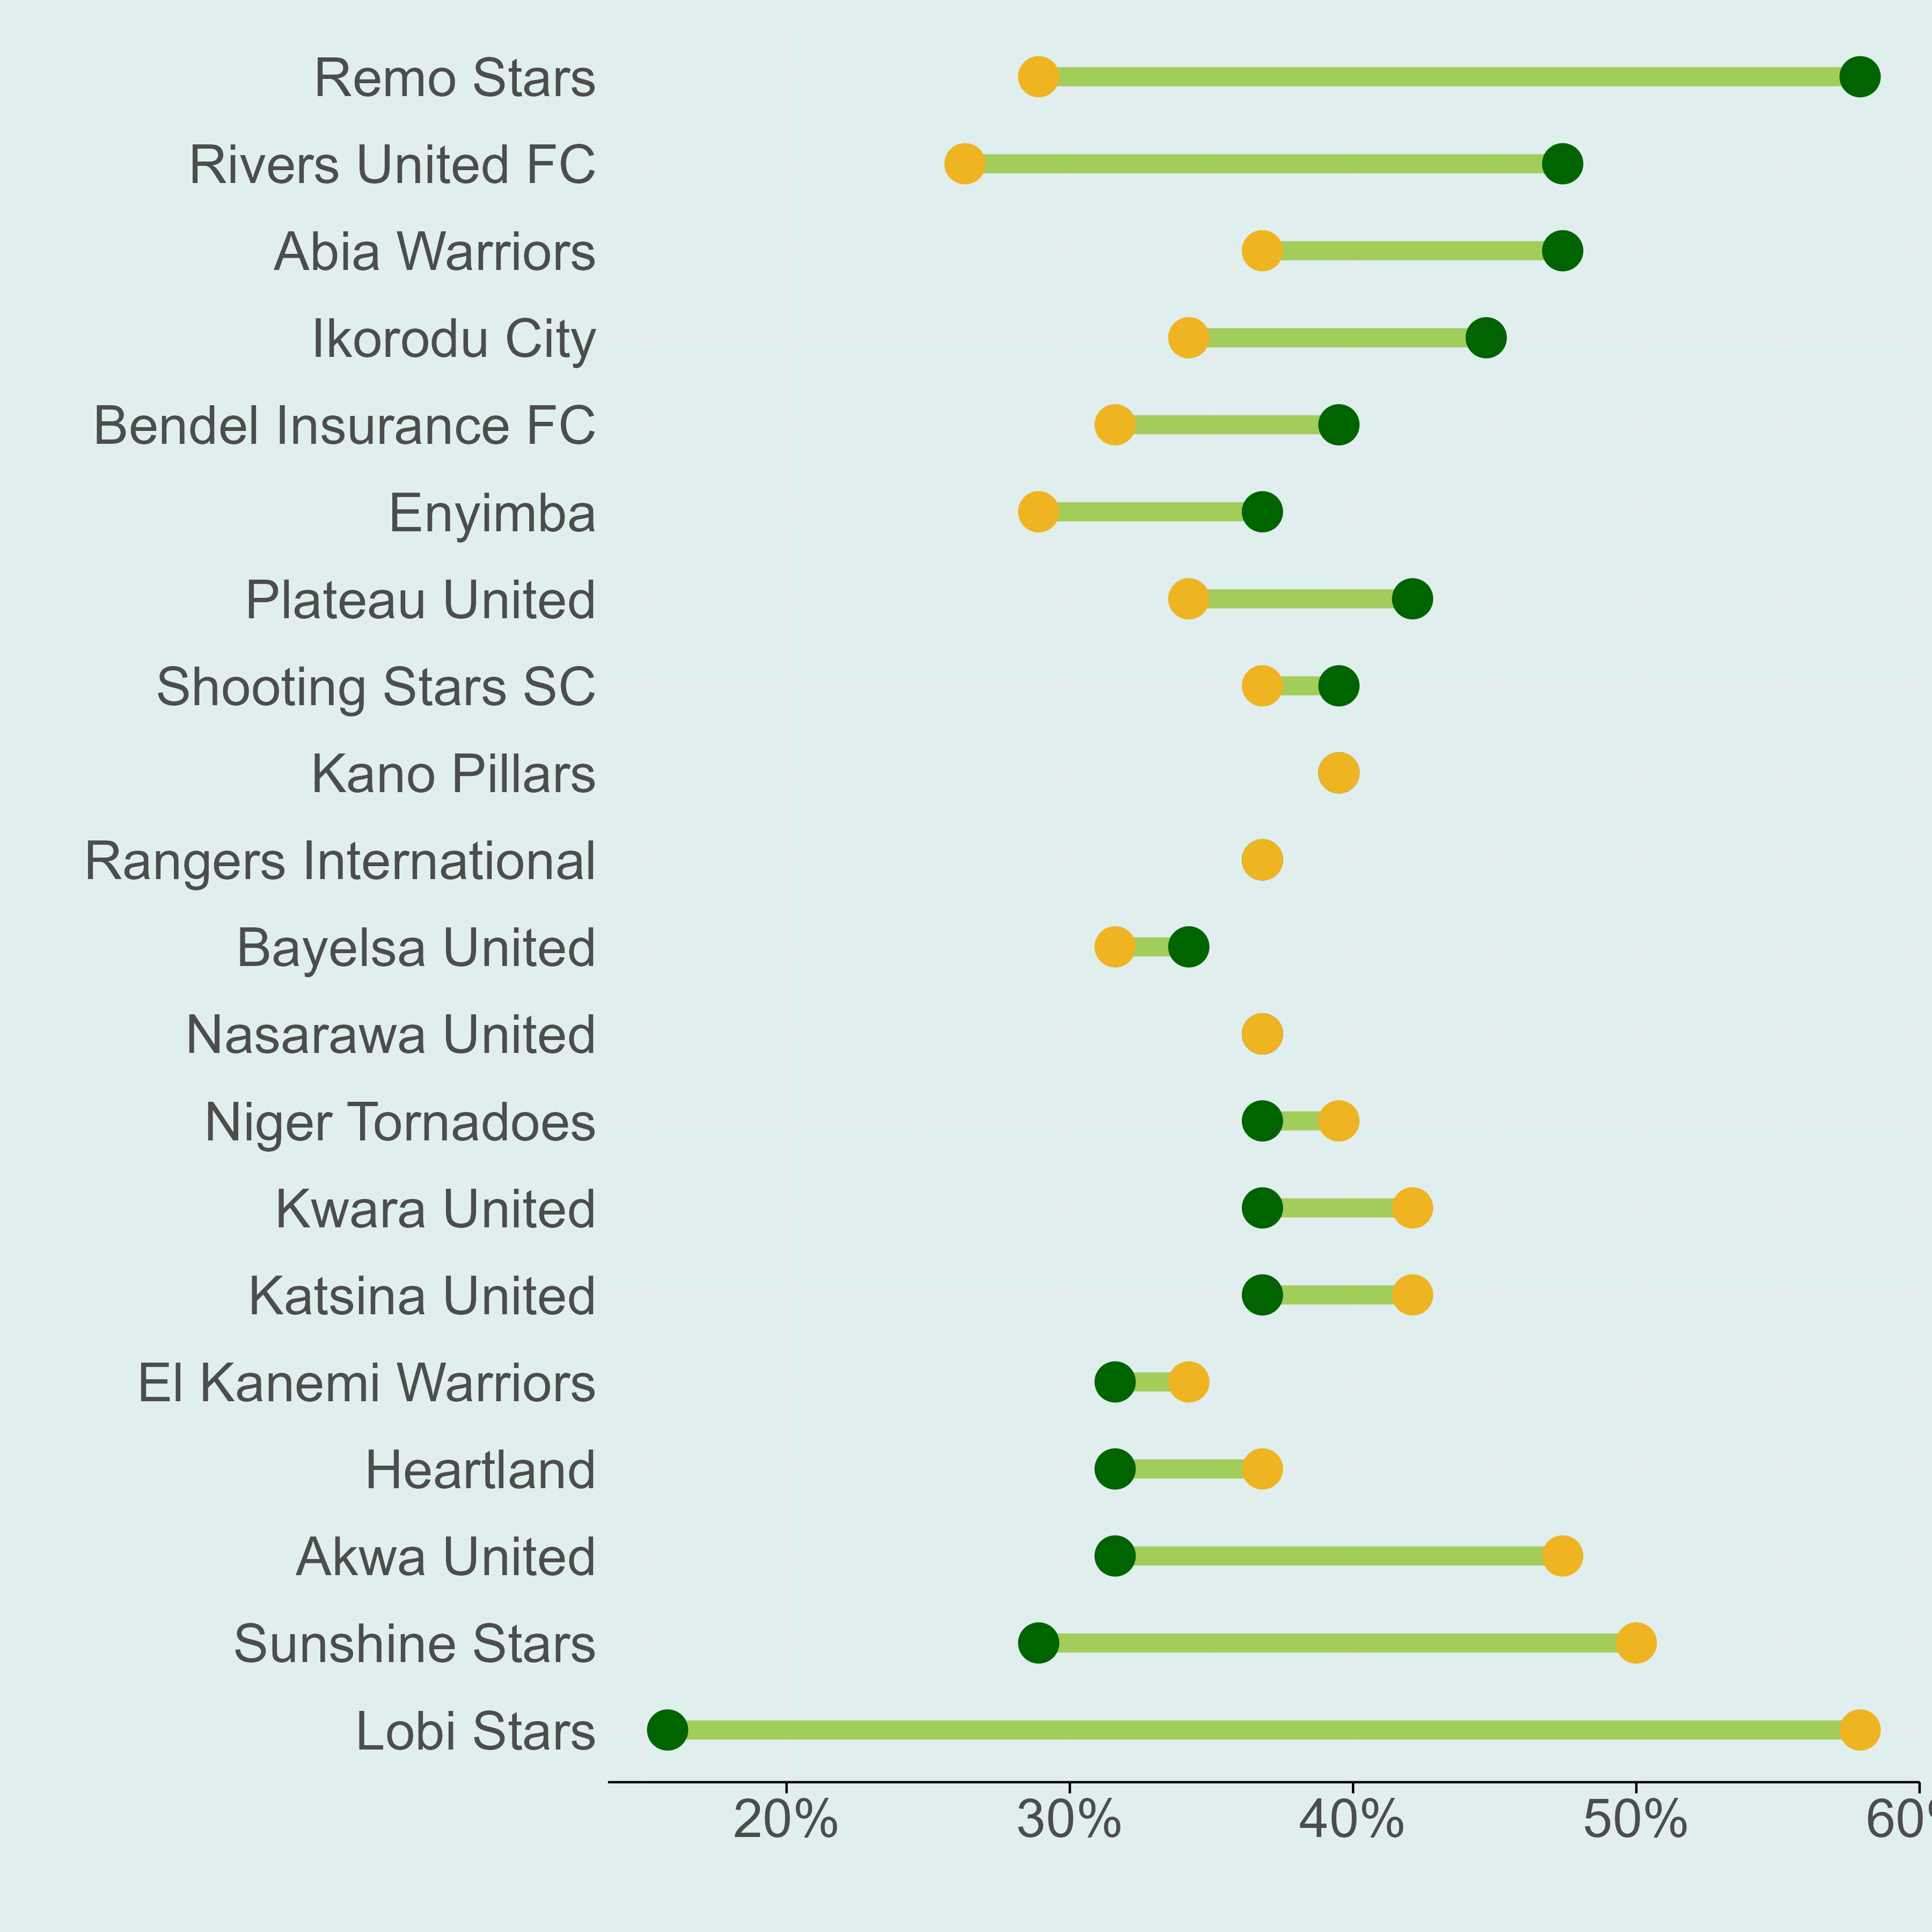 Remo Stars
Rivers United FC
Abia Warriors
Ikorodu City
Bendel Insurance FC
Enyimba
Plateau United
Shooting Stars SC
Kano Pillars
Rangers International
Bayelsa United
Nasarawa United
Niger Tornadoes
Kwara United
Katsina United
El Kanemi Warriors
Heartland
Akwa United
Sunshine Stars
Lobi Stars
20% 30% 40% 50% 60%